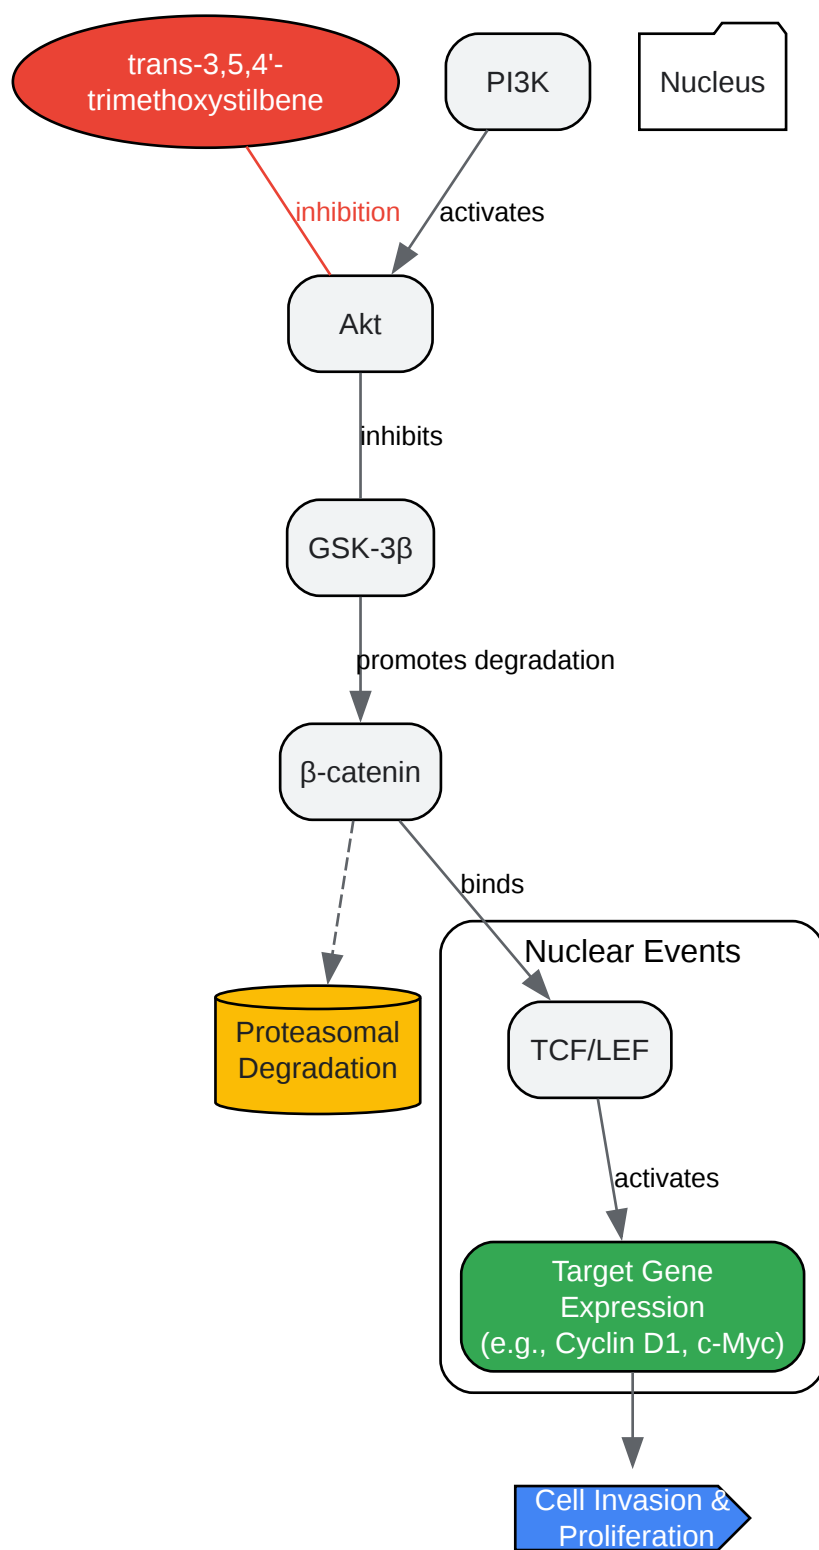 trans-3,5,4'-
trimethoxystilbene
PI3K
Nucleus
inhibition
activates
Akt
inhibits
GSK-3β
promotes degradation
β-catenin
binds
Nuclear Events
Proteasomal
Degradation
TCF/LEF
activates
Target Gene
Expression
(e.g., Cyclin D1, c-Myc)
Cell Invasion &
Proliferation